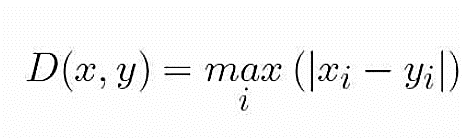 D(x, y) = max (|xi − yi|)
i